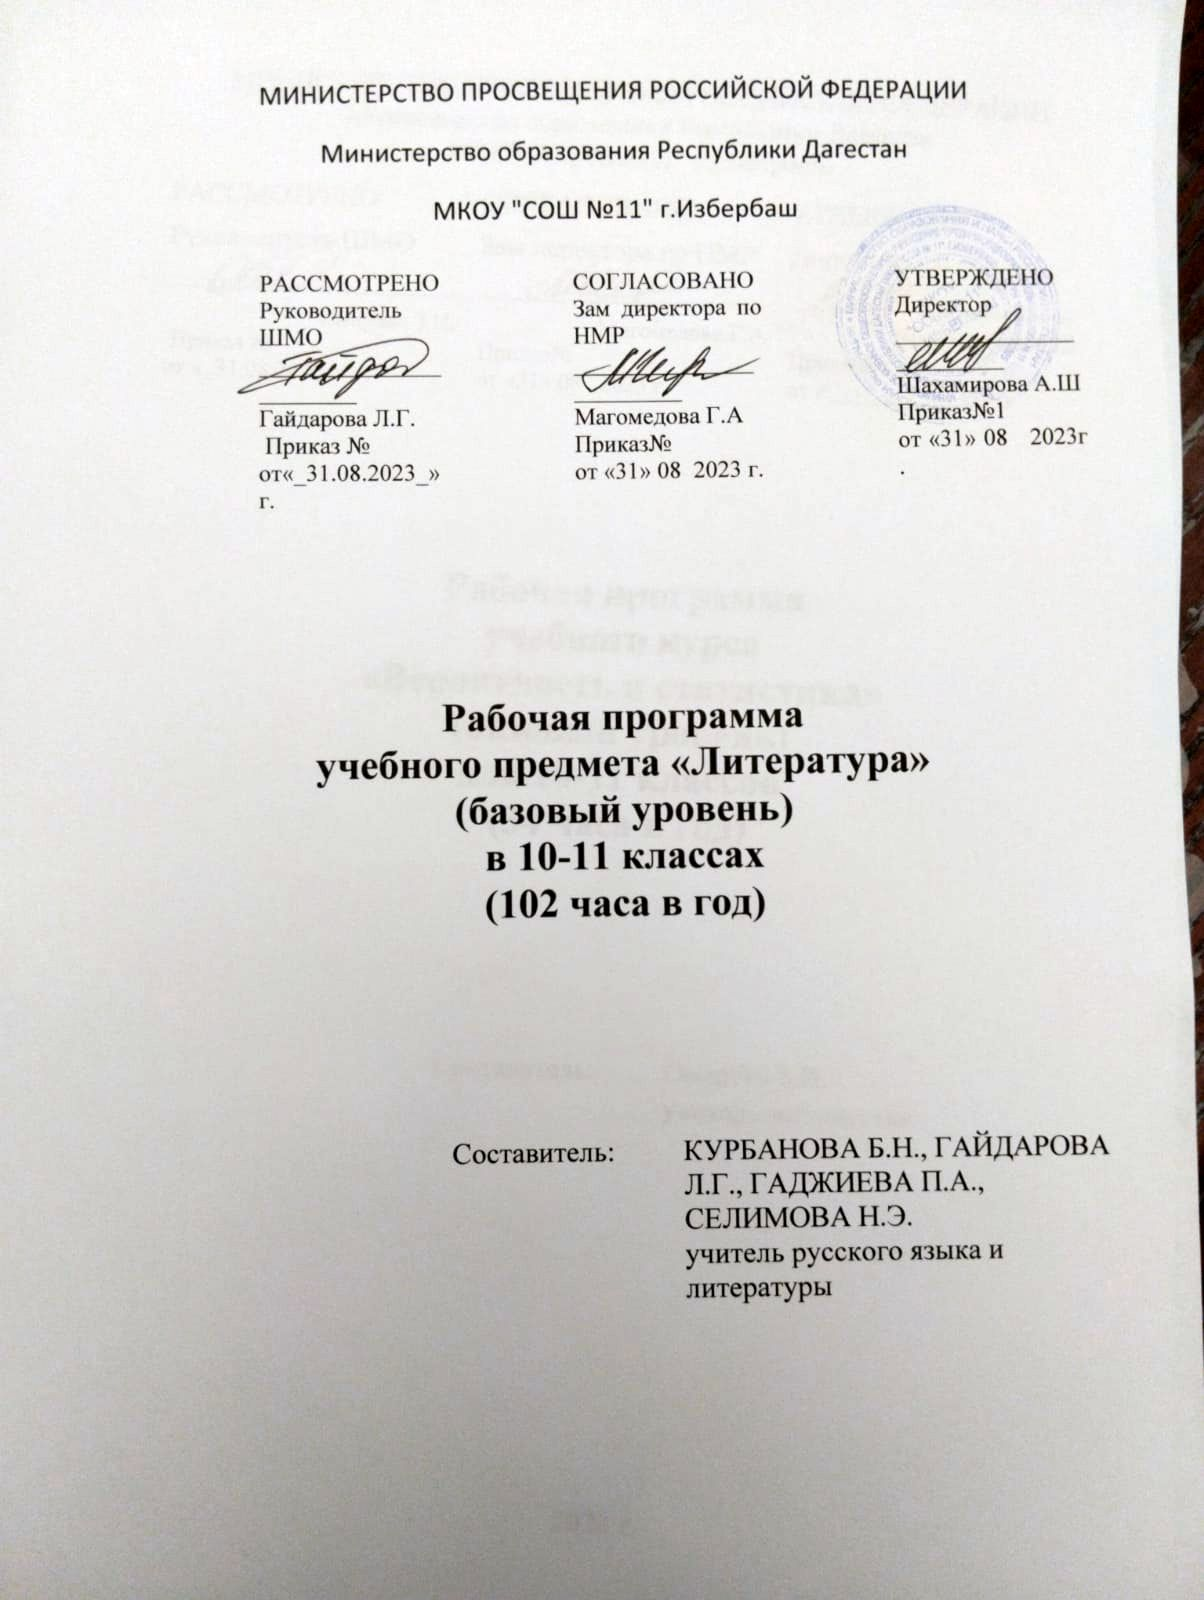 МИНИСТЕРСТВО ПРОСВЕЩЕНИЯ РОССИЙСКОЙ ФЕДЕРАЦИИ
Министерство образования Республики Дагестан
МКОУ "СОШ №11" г.Избербаш
РАССМОТРЕНО
Руководитель
ШМО
Гайдарова Л.Г.
Приказ №
от«_31.08.2023_»
г.
СОГЛАСОВАНО
Зам директора по
НМР
Магомедова Г.А
Приказ№
от «31» 08 2023 г.
УТВЕРЖДЕНО
Директор
Шахамирова А.Ш
Приказ№1
от «31» 08 2023г
.
Рабочая программа
учебного предмета «Литература»
(базовый уровень)
в 10-11 классах
(102 часа в год)
Составитель:
КУРБАНОВА Б.Н., ГАЙДАРОВА
Л.Г., ГАДЖИЕВА П.А.,
СЕЛИМОВА Н.Э.
учитель русского языка и
литературы